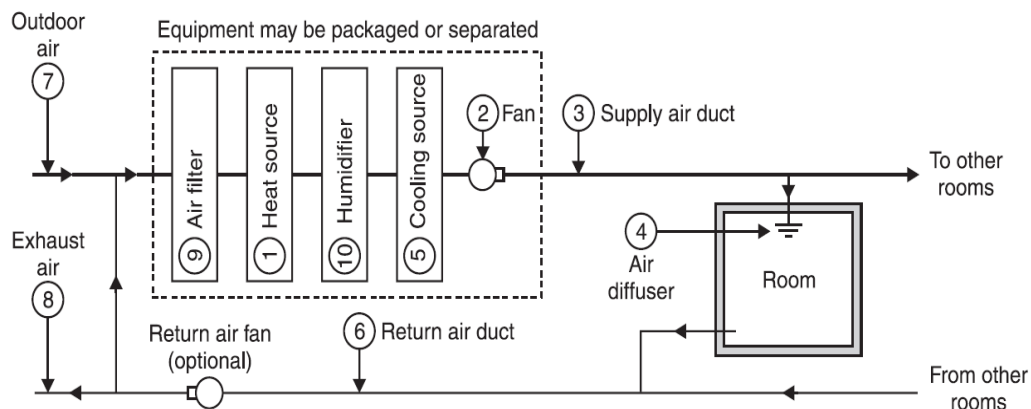 Outdoor
air
7
Equipment may be packaged or separated
9 Air filter
1 Heat source
10 Humidifier
5 Cooling source
2 Fan
3 Supply air duct
To other
rooms
4
Air
diffuser
Room
Exhaust
air
8
Return air fan
(optional)
6 Return air duct
From other
rooms